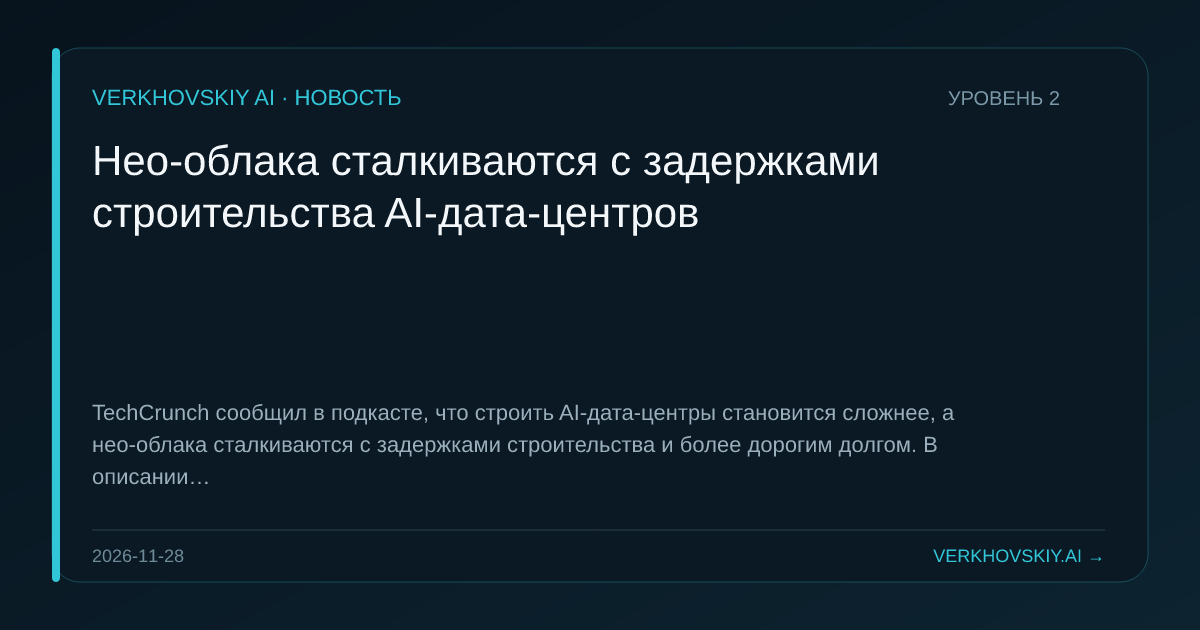 VERKHOVSKIY AI · НОВОСТЬ
УРОВЕНЬ 2
Нео-облака сталкиваются с задержками
строительства AI-дата-центров
TechCrunch сообщил в подкасте, что строить AI-дата-центры становится сложнее, а
нео-облака сталкиваются с задержками строительства и более дорогим долгом. В
описании…
2026-11-28
VERKHOVSKIY.AI →